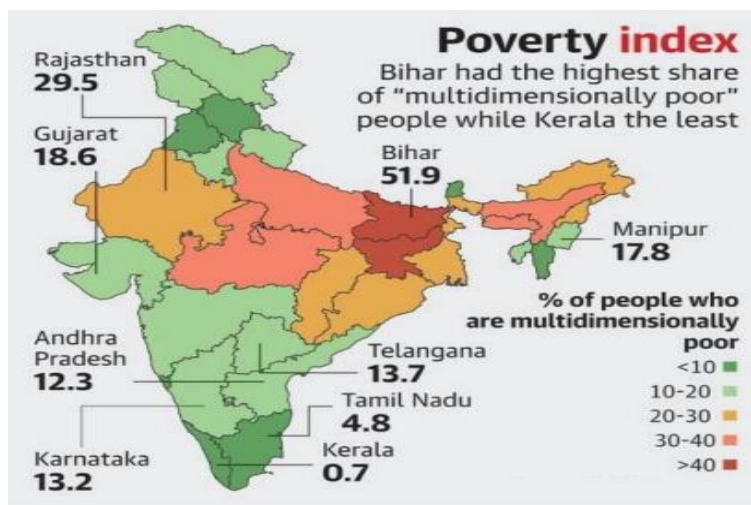 Poverty index
Bihar had the highest share
of “multidimensionally poor”
people while Kerala the least
Rajasthan
29.5
Gujarat
18.6
Bihar
51.9
Manipur
17.8
Andhra
Pradesh
12.3
Telangana
13.7
Tamil Nadu
4.8
Karnataka
13.2
Kerala
0.7
% of people who
are multidimensionally
poor
<10
10-20
20-30
30-40
>40